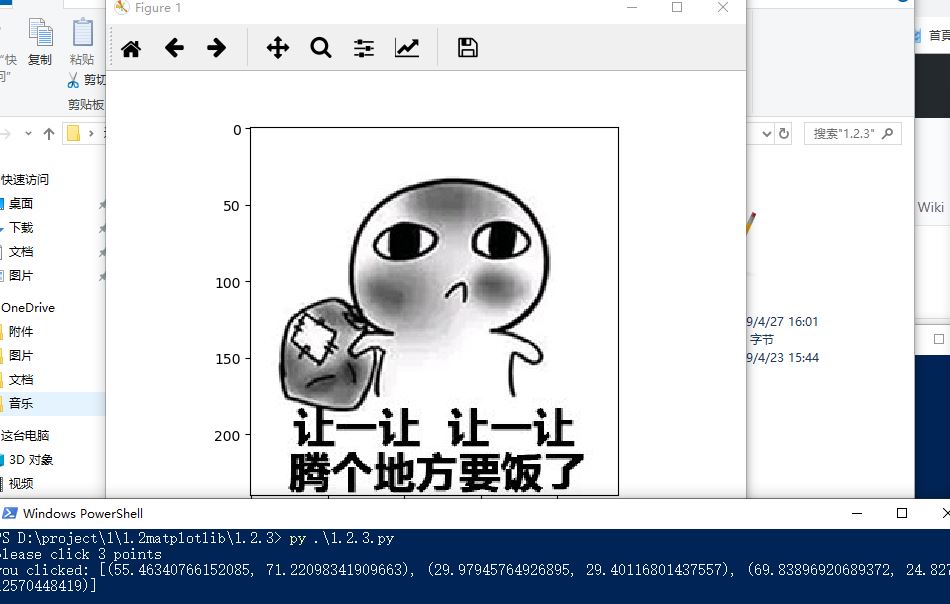 Figure 1
复制
粘贴
剪切
剪贴板
搜索"1.2.3"
首頁
Wiki
快速访问
桌面
下载
文档
图片
OneDrive
附件
图片
文档
音乐
这台电脑
3D 对象
视频
0
50
100
150
200
让一让 让一让
腾个地方要饭了
9/4/27 16:01
字节
9/4/23 15:44
Windows PowerShell
PS D:\project\1\1.2matplotlib\1.2.3> py .\1.2.3.py
please click 3 points
you clicked: [(55.46340766152085, 71.22098341909663), (29.97945764926895, 29.40116801437557), (69.83896920689372, 24.827
12570448419)]